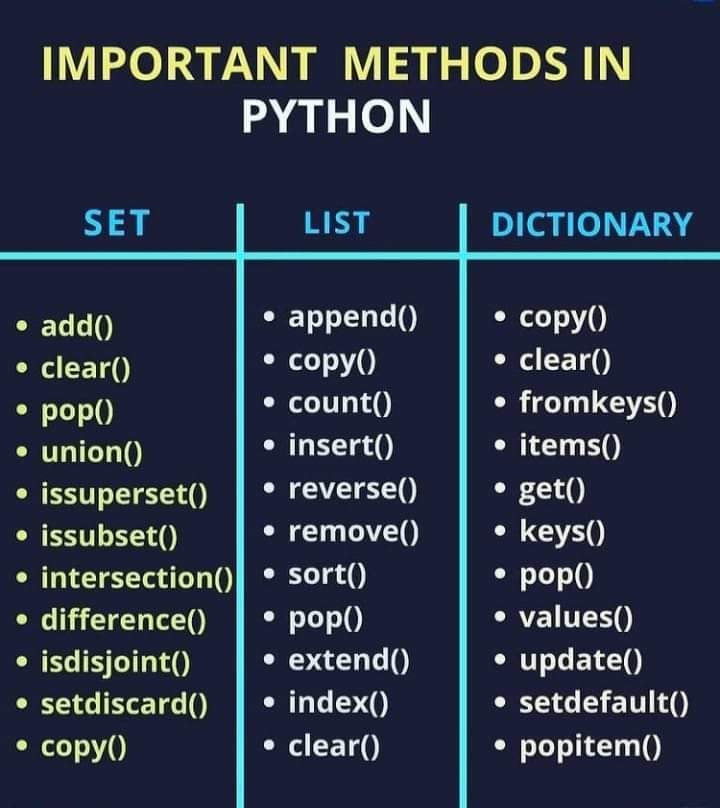 IMPORTANT METHODS IN
PYTHON
SET
• add()
• clear()
• pop()
• union()
• issuperset()
• issubset()
• intersection()
• difference()
• isdisjoint()
• setdiscard()
• copy()
LIST
• append()
• copy()
• count()
• insert()
• reverse()
• remove()
• sort()
• pop()
• extend()
• index()
• clear()
DICTIONARY
• copy()
• clear()
• fromkeys()
• items()
• get()
• keys()
• pop()
• values()
• update()
• setdefault()
• popitem()